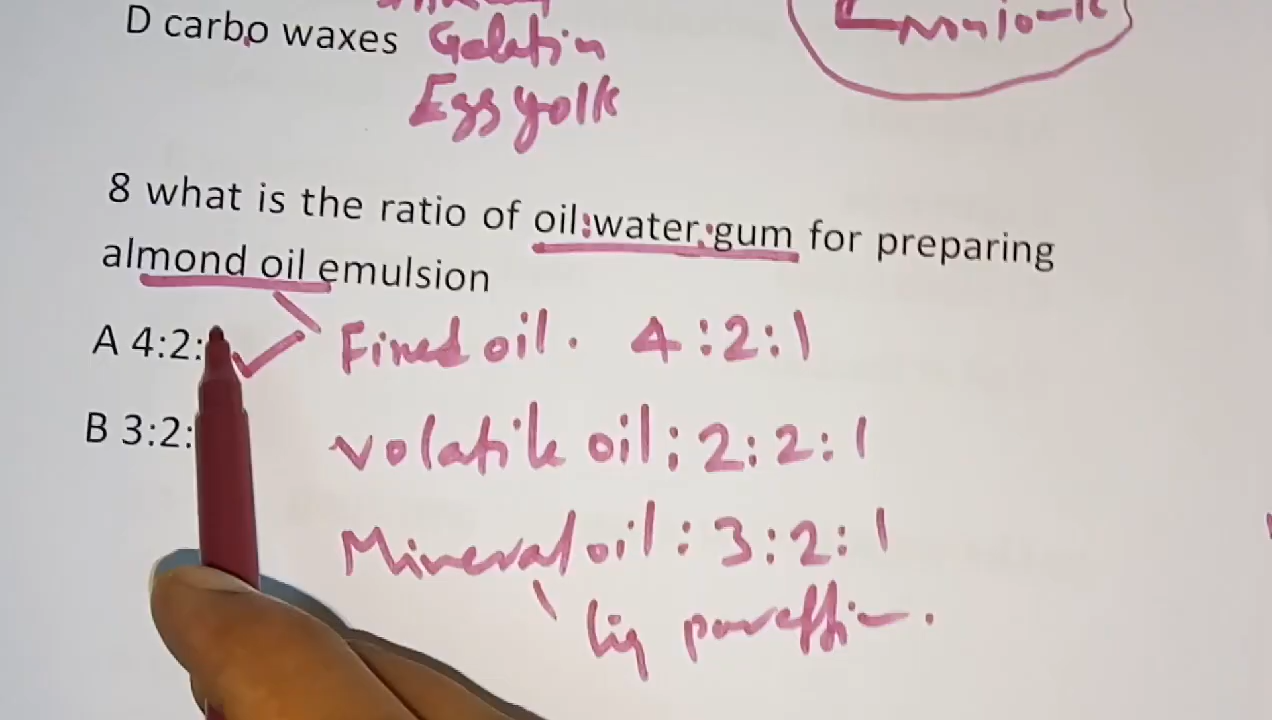 D carbo waxes Gelatin
Egg yolk
8 what is the ratio of oil:water:gum for preparing
almond oil emulsion
A 4:2: Fixed oil. 4:2:1
B 3:2: volatile oil: 2:2:1
Mineral oil: 3:2:1
liq paraffin.